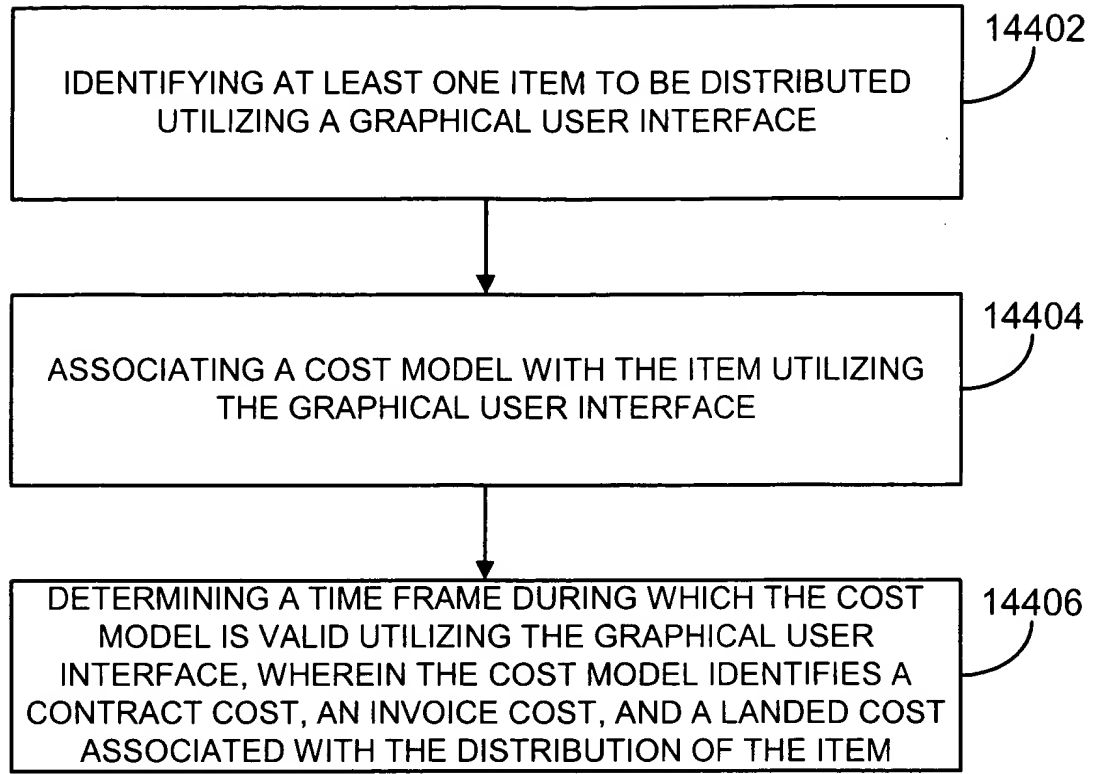 14402
IDENTIFYING AT LEAST ONE ITEM TO BE DISTRIBUTED
UTILIZING A GRAPHICAL USER INTERFACE
14404
ASSOCIATING A COST MODEL WITH THE ITEM UTILIZING
THE GRAPHICAL USER INTERFACE
14406
DETERMINING A TIME FRAME DURING WHICH THE COST
MODEL IS VALID UTILIZING THE GRAPHICAL USER
INTERFACE, WHEREIN THE COST MODEL IDENTIFIES A
CONTRACT COST, AN INVOICE COST, AND A LANDED COST
ASSOCIATED WITH THE DISTRIBUTION OF THE ITEM